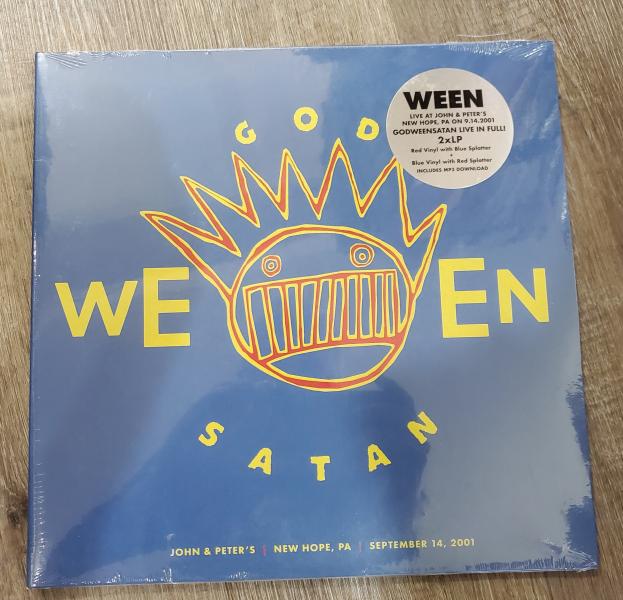 GOD
WEEN
SATAN
JOHN & PETER'S | NEW HOPE, PA | SEPTEMBER 14, 2001
WEEN
LIVE AT JOHN & PETER'S
NEW HOPE, PA ON 9.14.2001
GODWEENSATAN LIVE IN FULL!
2xLP
Red Vinyl with Blue Splatter
+
Blue Vinyl with Red Splatter
INCLUDES MP3 DOWNLOAD